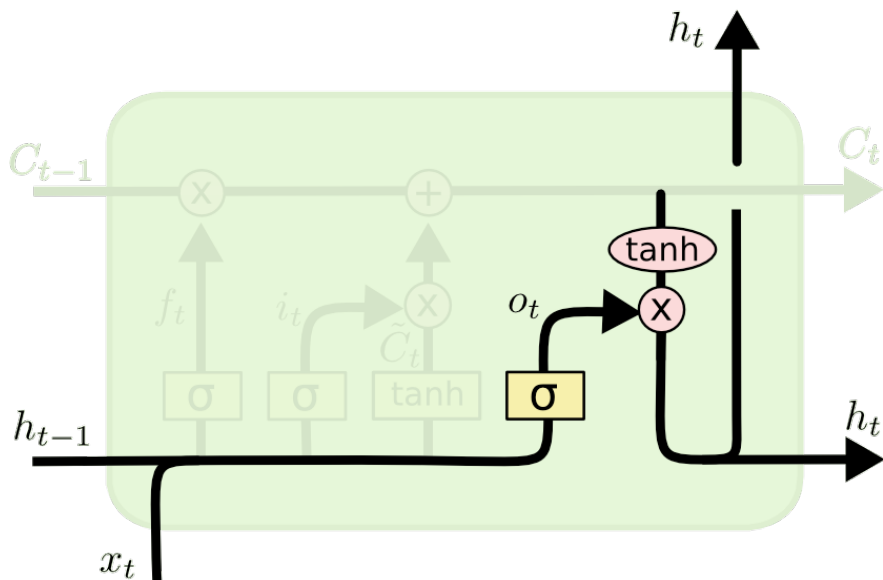 h_t
C_{t-1}
C_t
x
+
tanh
f_t
i_t
x
o_t
x
C̃_t
σ
σ
tanh
σ
h_{t-1}
h_t
x_t